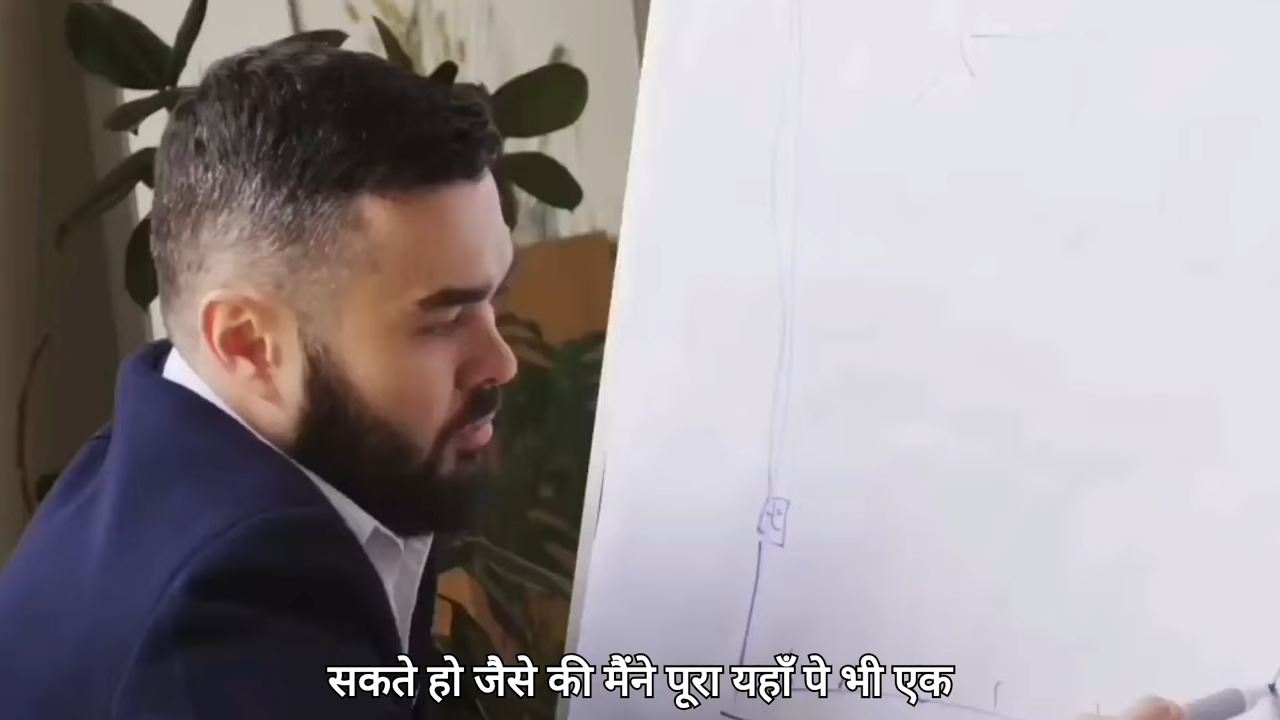 सकते हो जैसे की मैंने पूरा यहाँ पे भी एक